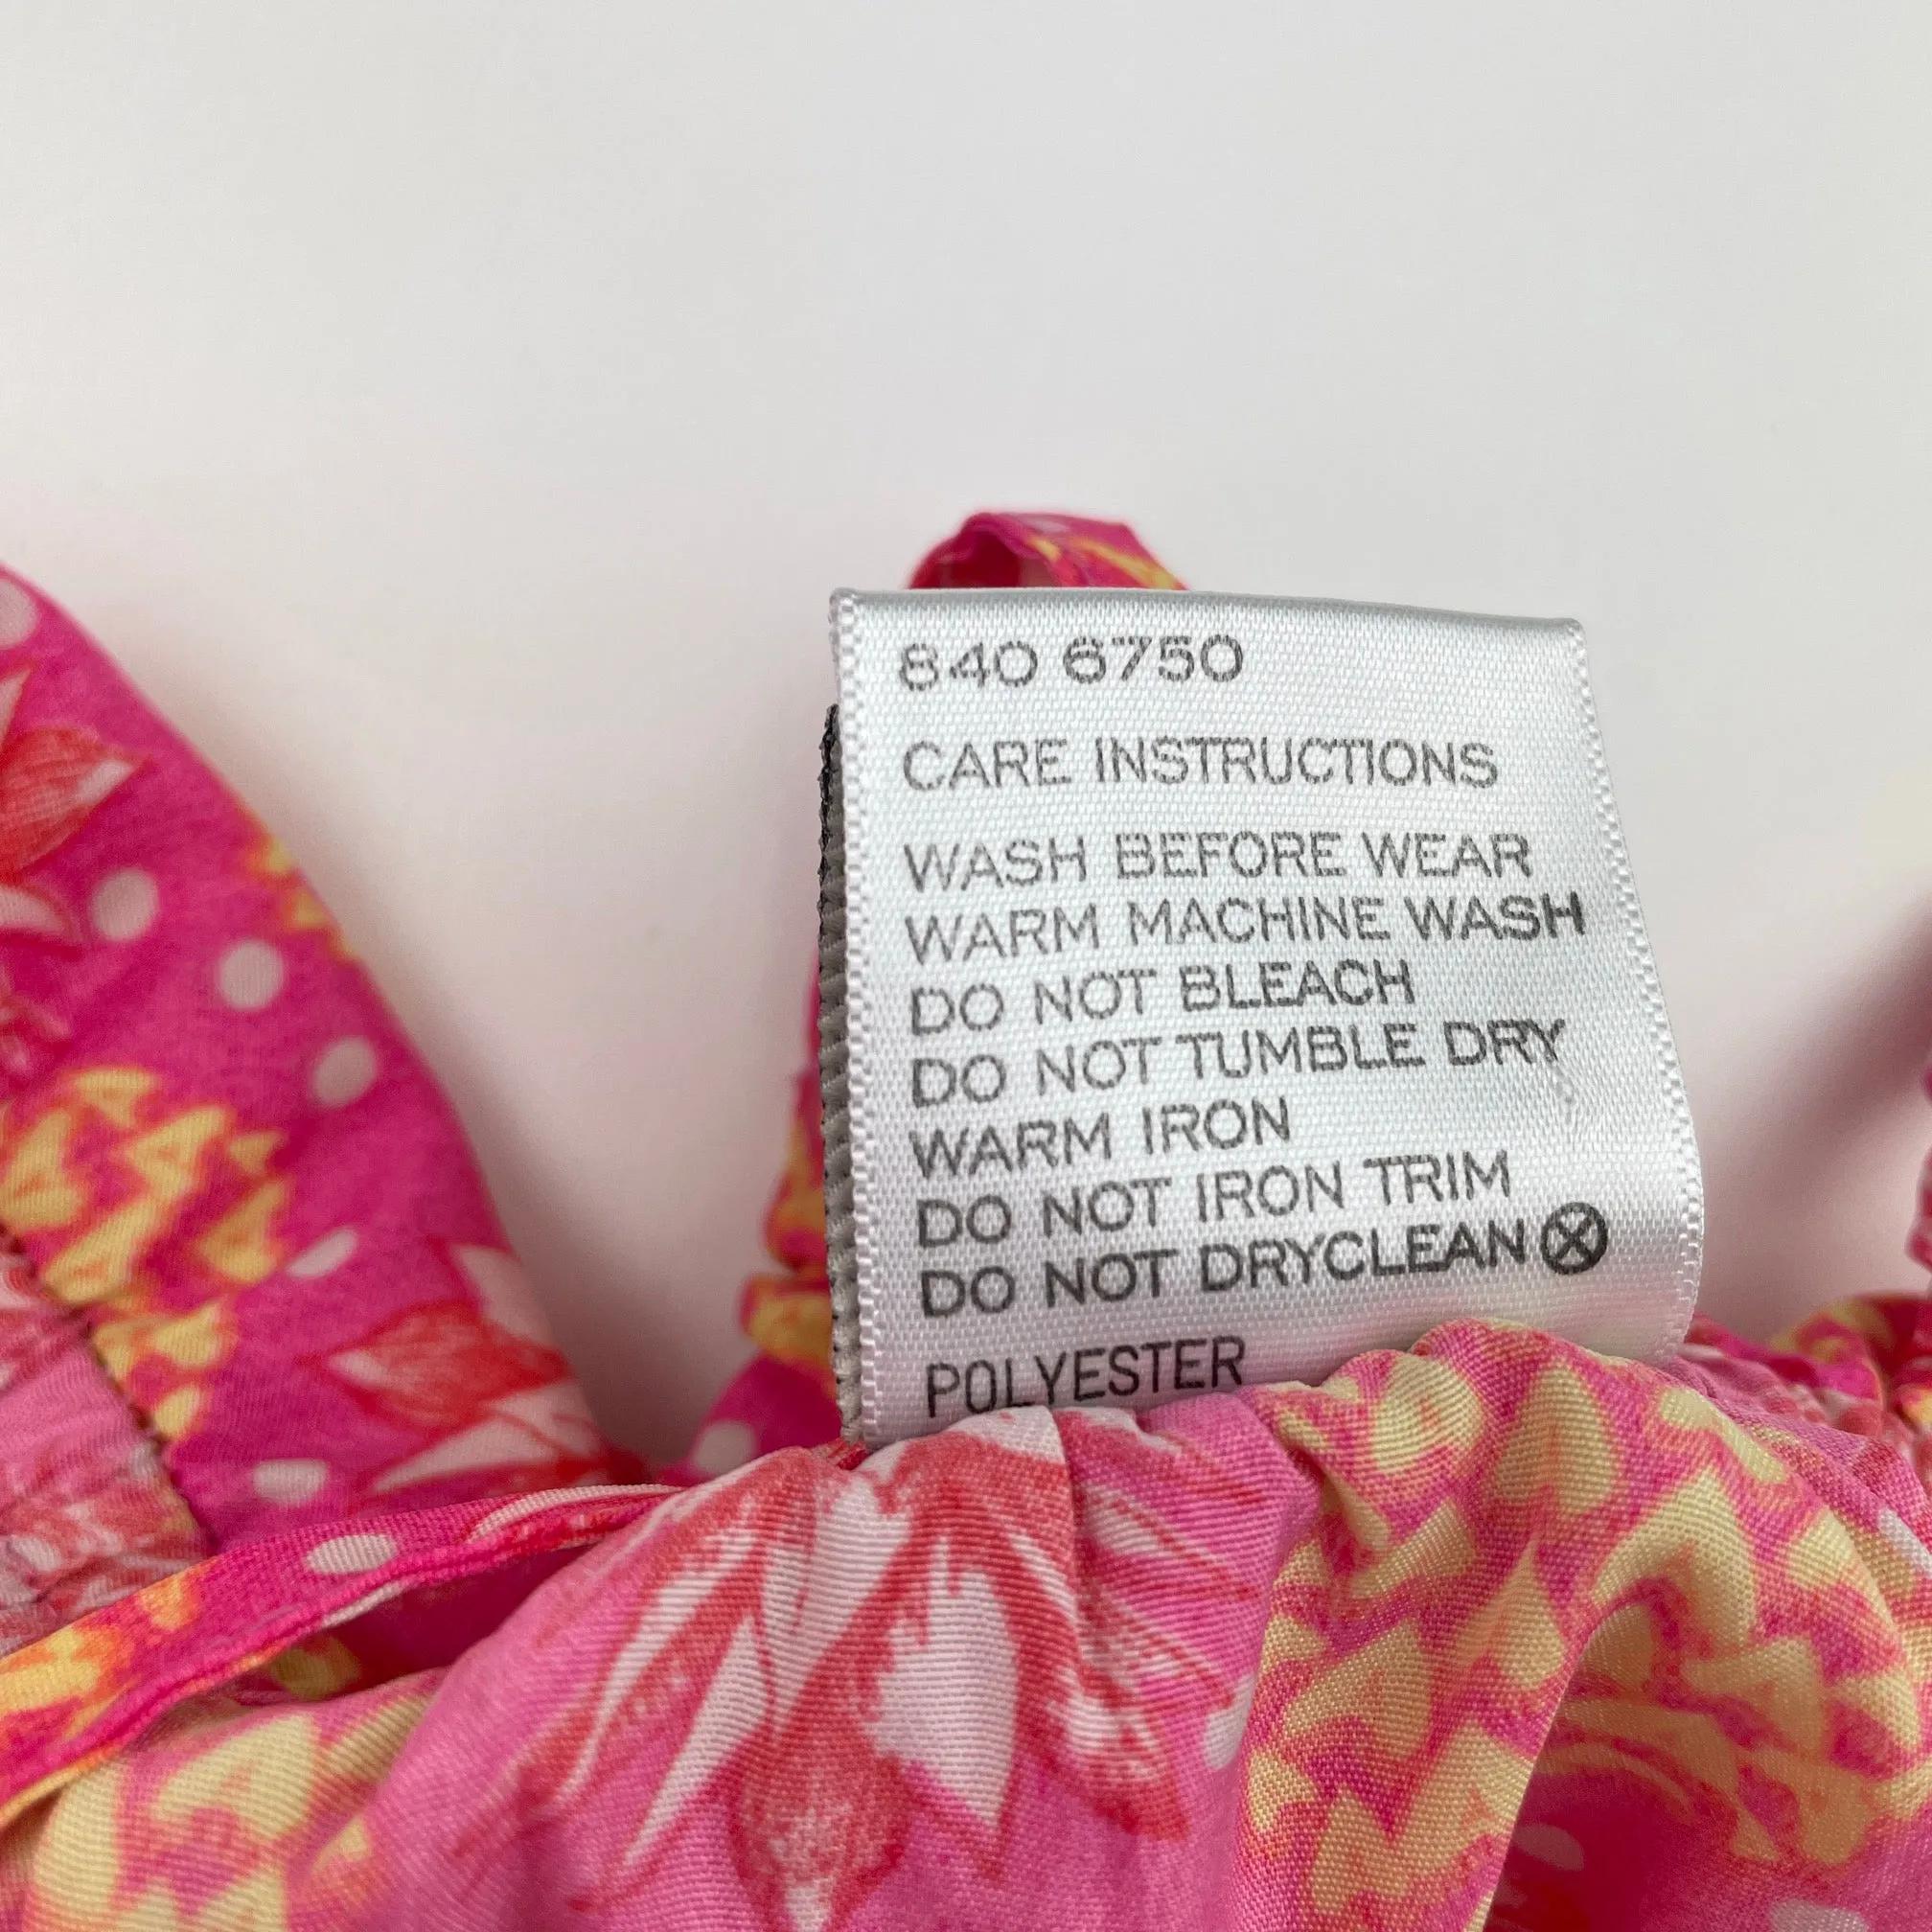 840 6750
CARE INSTRUCTIONS
WASH BEFORE WEAR
WARM MACHINE WASH
DO NOT BLEACH
DO NOT TUMBLE DRY
WARM IRON
DO NOT IRON TRIM
DO NOT DRYCLEAN
POLYESTER